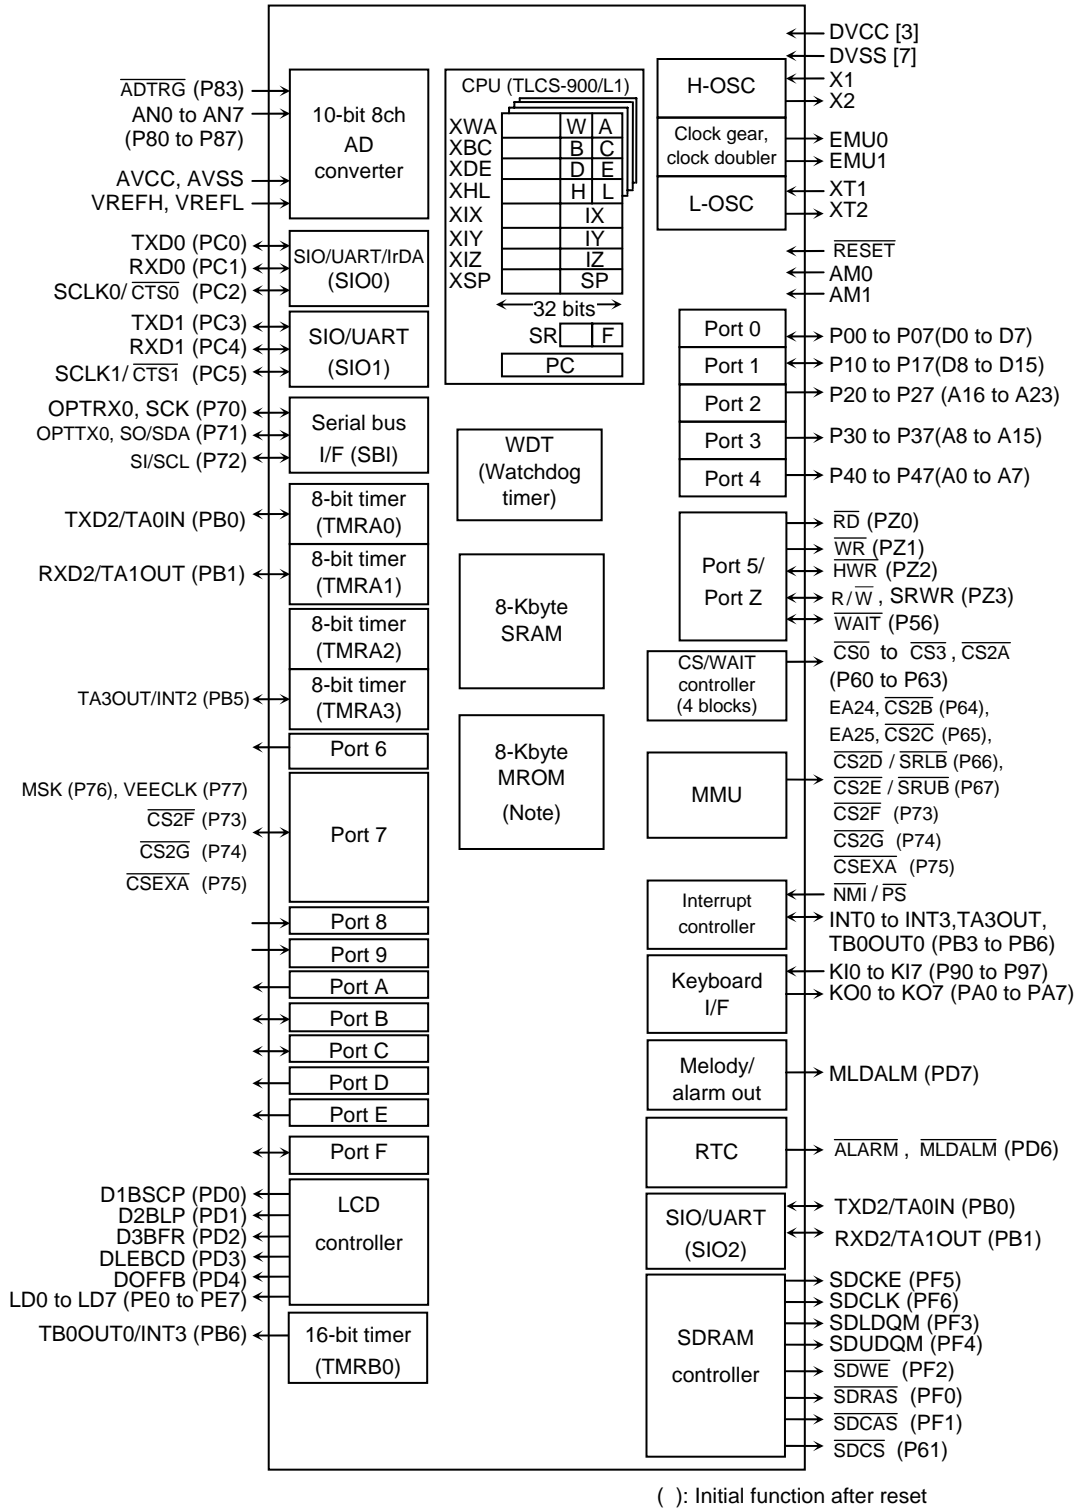 DVCC [3]
DVSS [7]
ADTRG (P83)
AN0 to AN7
(P80 to P87)
AVCC, AVSS
VREFH, VREFL
10-bit 8ch
AD
converter
TXD0 (PC0)
RXD0 (PC1)
SCLK0/ CTS0 (PC2)
SIO/UART/IrDA
(SIO0)
TXD1 (PC3)
RXD1 (PC4)
SCLK1/ CTS1 (PC5)
SIO/UART
(SIO1)
OPTRX0, SCK (P70)
OPTTX0, SO/SDA (P71)
SI/SCL (P72)
Serial bus
I/F (SBI)
TXD2/TA0IN (PB0)
8-bit timer
(TMRA0)
RXD2/TA1OUT (PB1)
8-bit timer
(TMRA1)
8-bit timer
(TMRA2)
TA3OUT/INT2 (PB5)
8-bit timer
(TMRA3)
Port 6
MSK (P76), VEECLK (P77)
CS2F (P73)
CS2G (P74)
CSEXA (P75)
Port 7
Port 8
Port 9
Port A
Port B
Port C
Port D
Port E
Port F
D1BSCP (PD0)
D2BLP (PD1)
D3BFR (PD2)
DLEBCD (PD3)
DOFFB (PD4)
LD0 to LD7 (PE0 to PE7)
LCD
controller
TB0OUT0/INT3 (PB6)
16-bit timer
(TMRB0)
CPU (TLCS-900/L1)
XWA W A
XBC B C
XDE D E
XHL H L
XIX IX
XIY IY
XIZ IZ
XSP SP
32 bits
SR F
PC
WDT
(Watchdog
timer)
8-Kbyte
SRAM
8-Kbyte
MROM
(Note)
H-OSC
X1
X2
Clock gear,
clock doubler
EMU0
EMU1
L-OSC
XT1
XT2
RESET
AM0
AM1
Port 0
P00 to P07(D0 to D7)
Port 1
P10 to P17(D8 to D15)
Port 2
P20 to P27 (A16 to A23)
Port 3
P30 to P37(A8 to A15)
Port 4
P40 to P47(A0 to A7)
Port 5/
Port Z
RD (PZ0)
WR (PZ1)
HWR (PZ2)
R/W , SRWR (PZ3)
WAIT (P56)
CS/WAIT
controller
(4 blocks)
CS0 to CS3 , CS2A
(P60 to P63)
MMU
EA24, CS2B (P64),
EA25, CS2C (P65),
CS2D / SRLB (P66),
CS2E / SRUB (P67)
CS2F (P73)
CS2G (P74)
CSEXA (P75)
Interrupt
controller
NMI / PS
INT0 to INT3,TA3OUT,
TB0OUT0 (PB3 to PB6)
Keyboard
I/F
KI0 to KI7 (P90 to P97)
KO0 to KO7 (PA0 to PA7)
Melody/
alarm out
MLDALM (PD7)
RTC
ALARM , MLDALM (PD6)
SIO/UART
(SIO2)
TXD2/TA0IN (PB0)
RXD2/TA1OUT (PB1)
SDRAM
controller
SDCKE (PF5)
SDCLK (PF6)
SDLDQM (PF3)
SDUDQM (PF4)
SDWE (PF2)
SDRAS (PF0)
SDCAS (PF1)
SDCS (P61)
( ): Initial function after reset